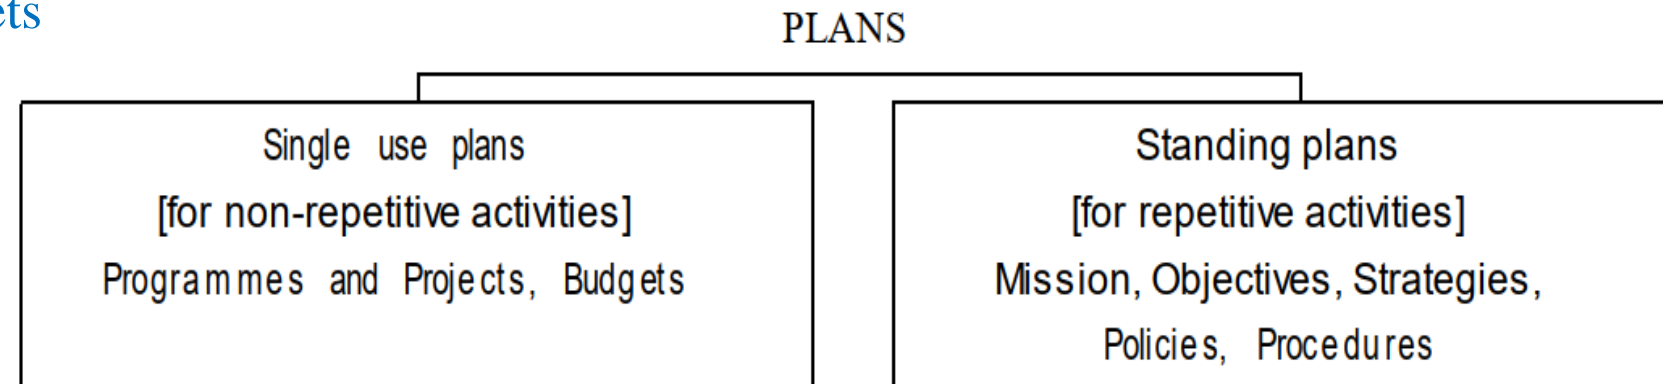 ets
PLANS
Single use plans
[for non-repetitive activities]
Programmes and Projects, Budgets
Standing plans
[for repetitive activities]
Mission, Objectives, Strategies,
Policies, Procedures